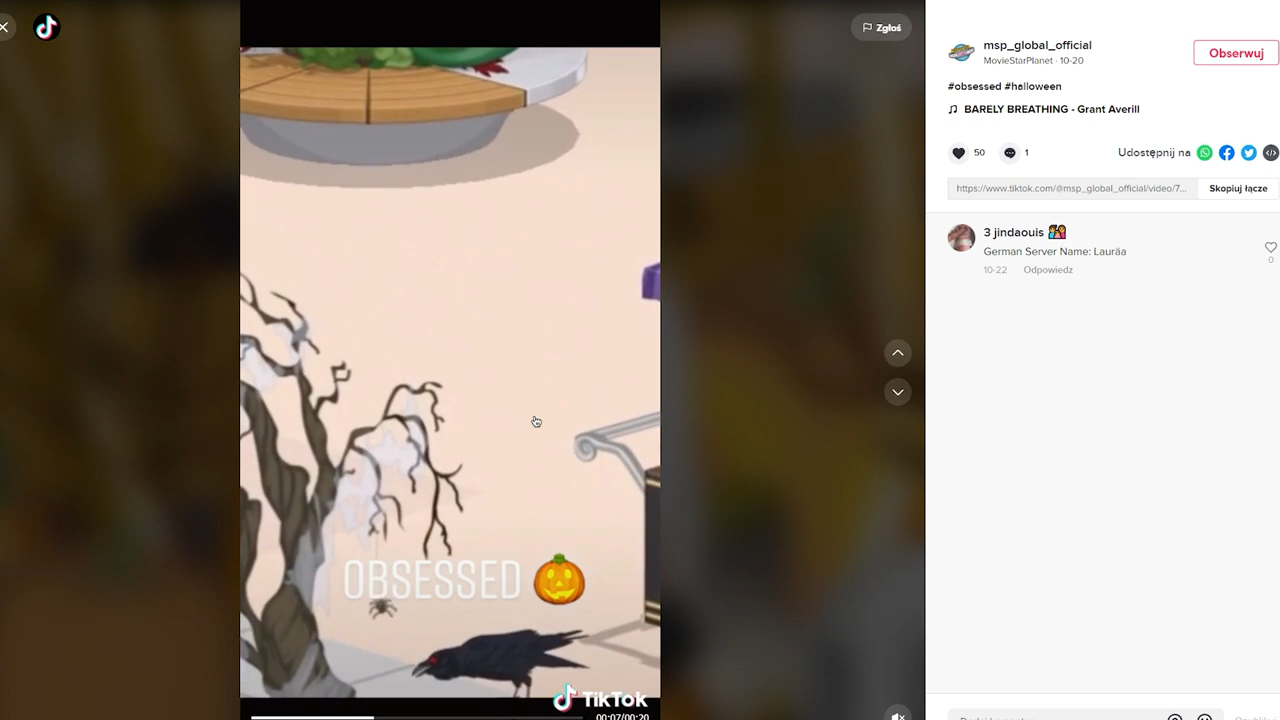 Zgłoś
OBSESSED
TikTok
00:07/00:20
msp_global_official
MovieStarPlanet · 10-20
Obserwuj
#obsessed #halloween
BARELY BREATHING - Grant Averill
50
1
Udostępnij na
https://www.tiktok.com/@msp_global_official/video/7...
Skopiuj łącze
3 jindaouis
German Server Name: Lauräa
0
10-22 Odpowiedz